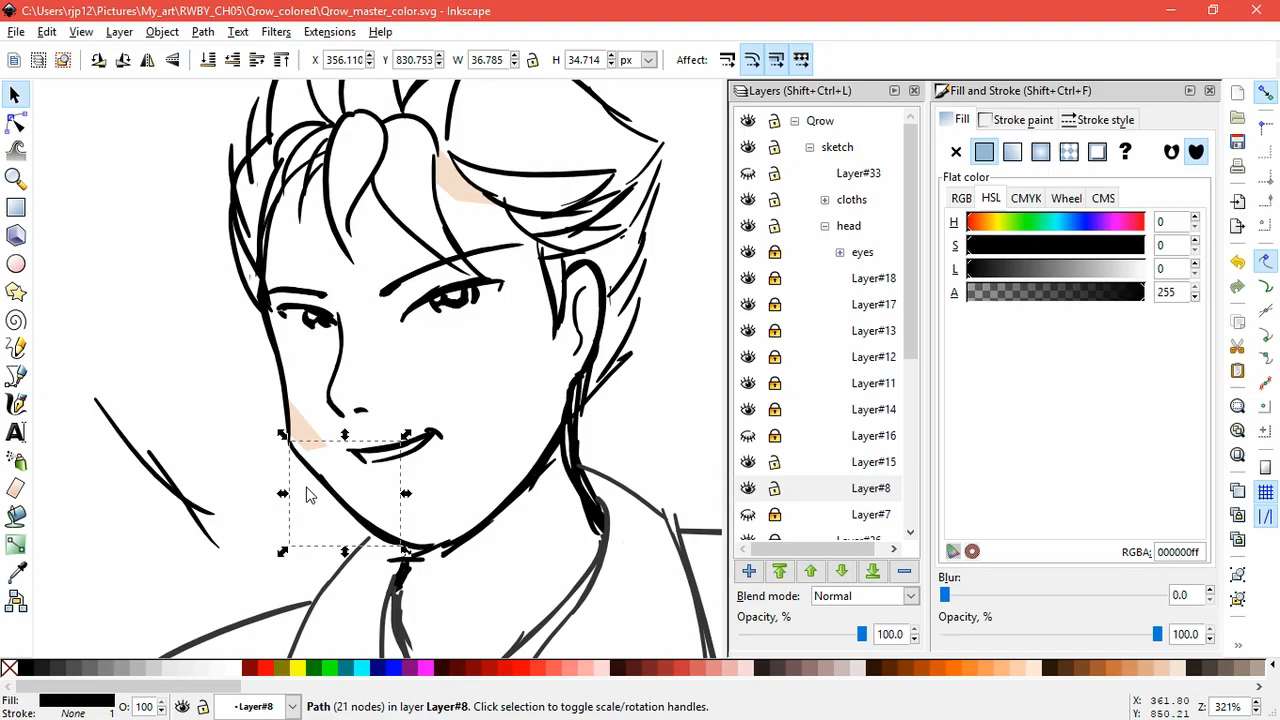 C:\Users\rjp12\Pictures\My_art\RWBY_CH05\Qrow_colored\Qrow_master_color.svg - Inkscape
File Edit View Layer Object Path Filters Text Extensions Help
X 356.110 Y 830.753 W 36.785 H 34.714 px Affect:
Layers (Shift+Ctrl+L)
Qrow
sketch
Layer#33
cloths
head
eyes
Layer#18
Layer#17
Layer#13
Layer#12
Layer#11
Layer#14
Layer#16
Layer#15
Layer#8
Layer#7
Blend mode: Normal
Opacity, % 
100.0
Fill and Stroke (Shift+Ctrl+F)
Fill Stroke paint Stroke style
?
Flat color
RGB HSL CMYK Wheel CMS
H 0
S 0
L 0
A 255
RGBA: 000000ff
Blur:
0.0
Opacity, %
100.0
Fill:
Stroke: None 1
O: 100
•Layer#8
Path (21 nodes) in layer Layer#8. Click selection to toggle scale/rotation handles.
X: 361.80
Y: 850.21
Z: 321%